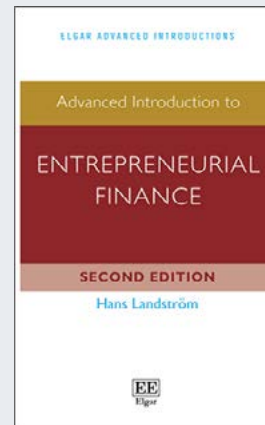 ELGAR ADVANCED INTRODUCTIONS
Advanced Introduction to
ENTREPRENEURIAL
FINANCE
SECOND EDITION
Hans Landström
EE
Elgar